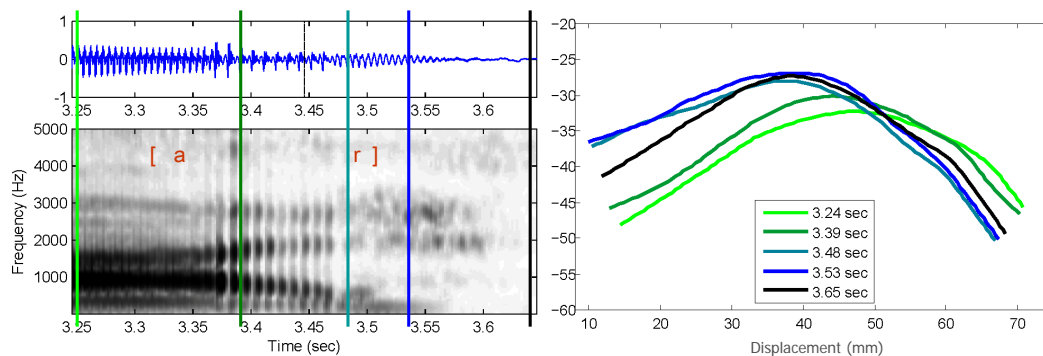 1
0
-1
3.25 3.3 3.35 3.4 3.45 3.5 3.55 3.6
5000
4000
3000
2000
1000
Frequency (Hz)
[ a r ]
3.25 3.3 3.35 3.4 3.45 3.5 3.55 3.6
Time (sec)
-20
-25
-30
-35
-40
-45
-50
-55
-60
3.24 sec
3.39 sec
3.48 sec
3.53 sec
3.65 sec
10 20 30 40 50 60 70
Displacement (mm)